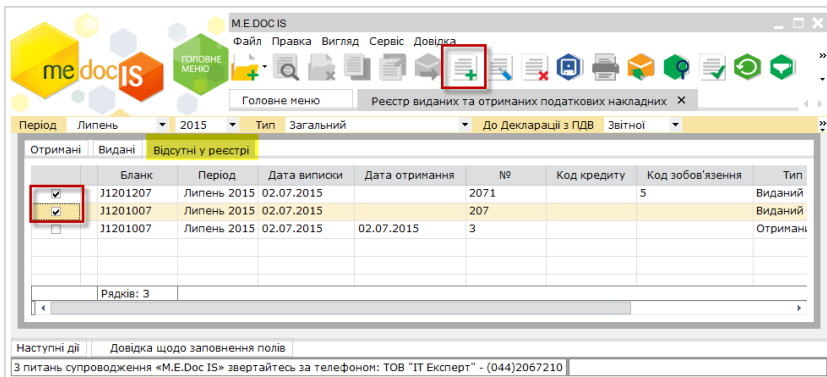 M.E.DOC IS
Файл Правка Вигляд Сервіс Довідка
me doc IS
ГОЛОВНЕ МЕНЮ
Головне меню Реєстр виданих та отриманих податкових накладних
Період Липень 2015 Тип Загальний До Декларації з ПДВ Звітної
Отримані Видані Відсутні у реєстрі
Бланк Період Дата виписки Дата отримання № Код кредиту Код зобов'язення Тип
J1201207 Липень 2015 02.07.2015 2071 5 Виданий
J1201007 Липень 2015 02.07.2015 207 Виданий
J1201007 Липень 2015 02.07.2015 02.07.2015 3 Отримани
Рядків: 3
Наступні дії Довідка щодо заповнення полів
З питань супроводження «M.E.Doc IS» звертайтесь за телефоном: ТОВ "ІТ Експерт" - (044)2067210